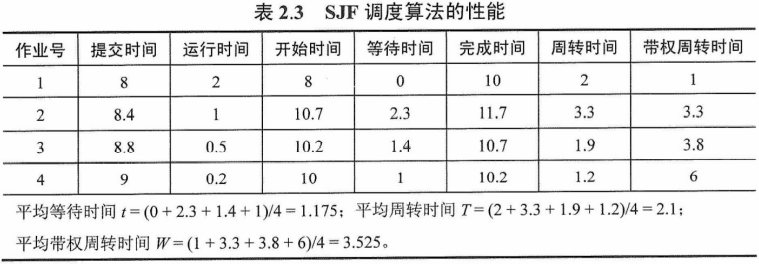 表 2.3 SJF 调度算法的性能
作业号 提交时间 运行时间 开始时间 等待时间 完成时间 周转时间 带权周转时间
1 8 2 8 0 10 2 1
2 8.4 1 10.7 2.3 11.7 3.3 3.3
3 8.8 0.5 10.2 1.4 10.7 1.9 3.8
4 9 0.2 10 1 10.2 1.2 6
平均等待时间 t = (0 + 2.3 + 1.4 + 1)/4 = 1.175；平均周转时间 T = (2 + 3.3 + 1.9 + 1.2)/4 = 2.1；
平均带权周转时间 W = (1 + 3.3 + 3.8 + 6)/4 = 3.525。